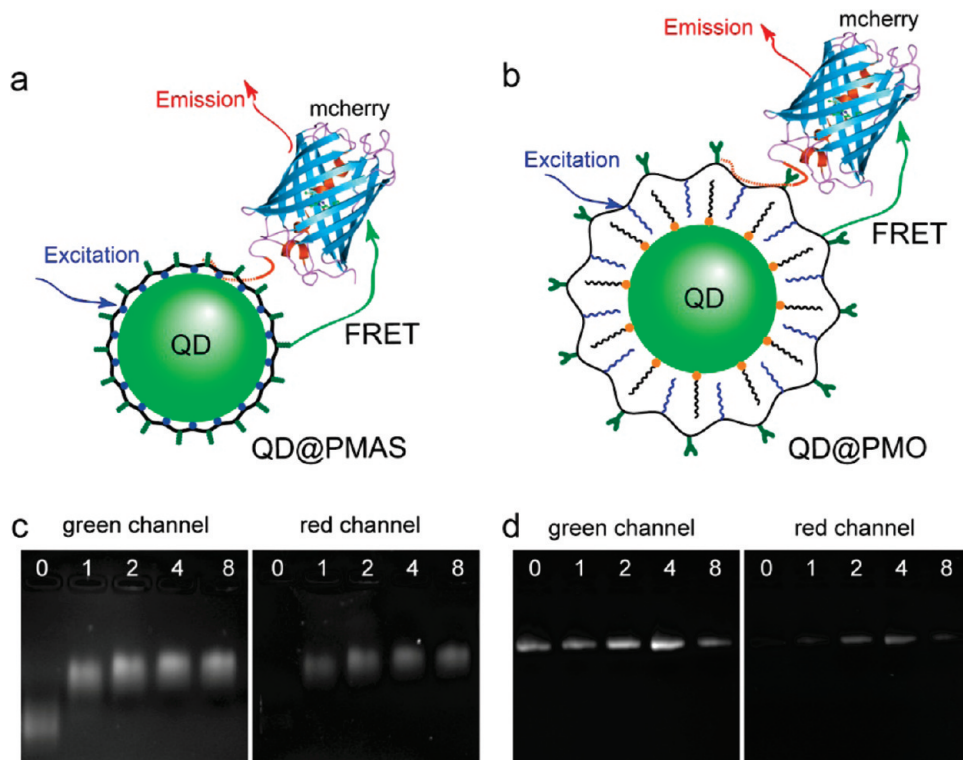 a
Emission
mcherry
Excitation
QD
FRET
QD@PMAS
b
Emission
mcherry
Excitation
QD
FRET
QD@PMO
c
green channel
red channel
0 1 2 4 8
0 1 2 4 8
d
green channel
red channel
0 1 2 4 8
0 1 2 4 8